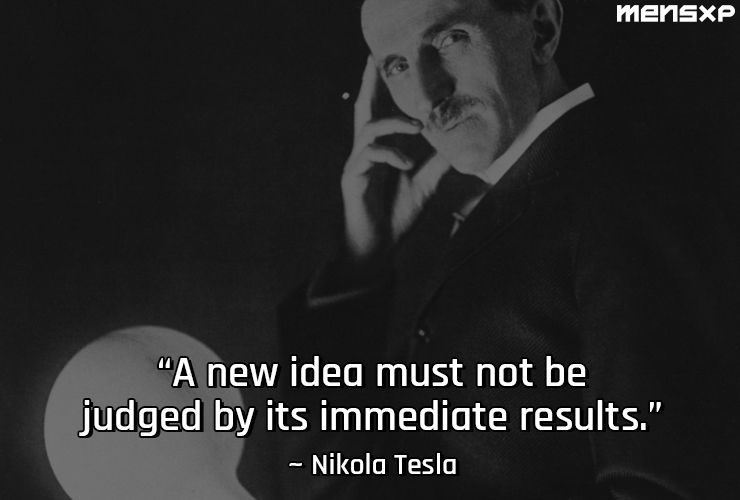 mensxp
“A new idea must not be
judged by its immediate results.”
~ Nikola Tesla